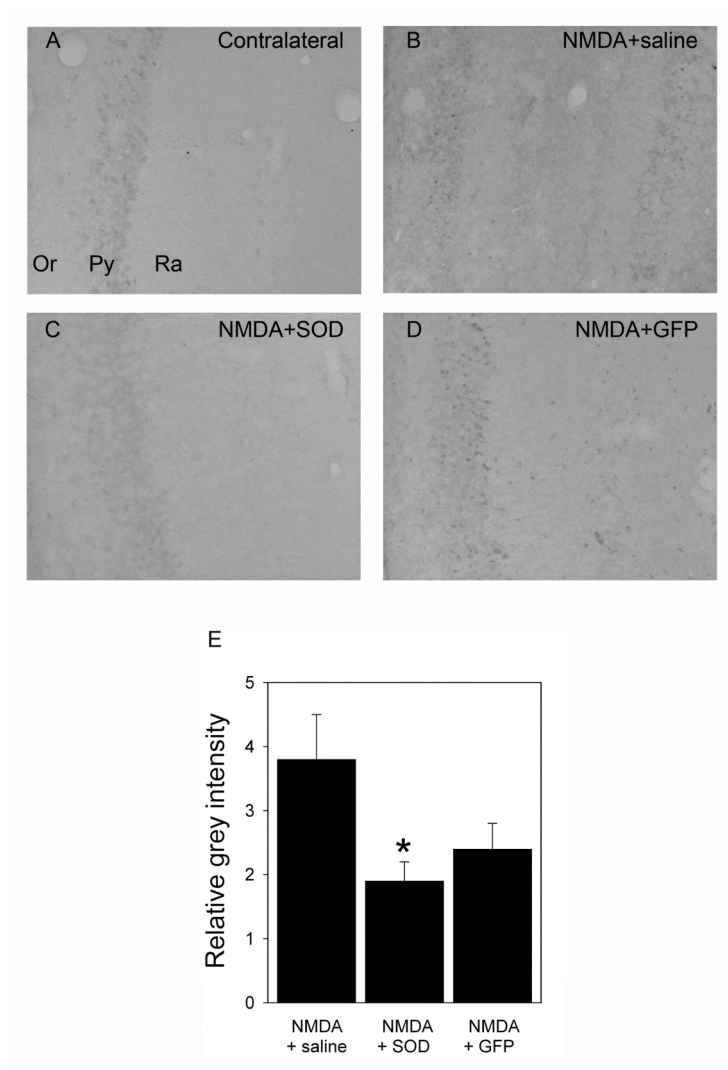 A Contralateral
B NMDA+saline
Or Py Ra
C NMDA+SOD
D NMDA+GFP
E
Relative grey intensity
5
4
3
2
1
0
*
NMDA + saline
NMDA + SOD
NMDA + GFP